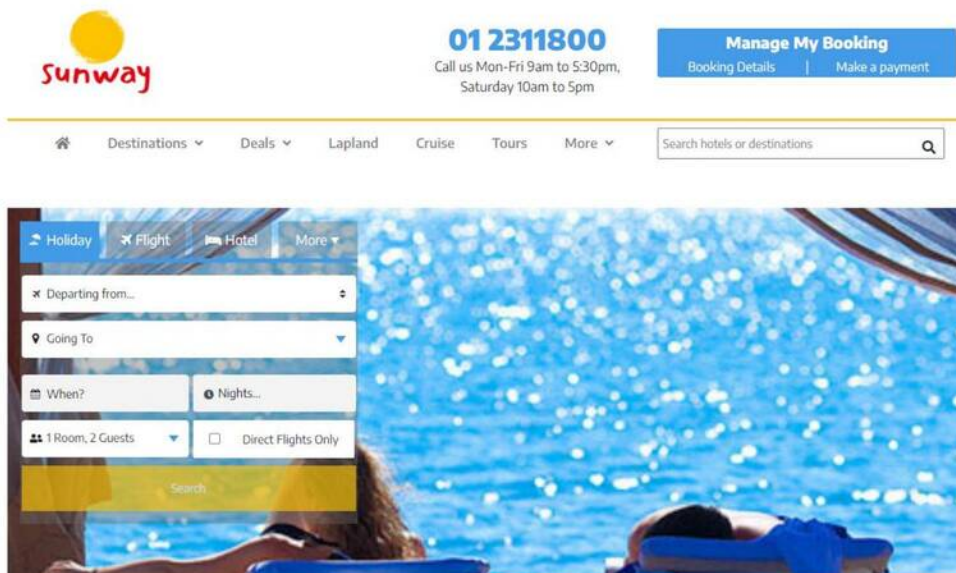 sunway
01 2311800
Call us Mon-Fri 9am to 5:30pm,
Saturday 10am to 5pm
Manage My Booking
Booking Details | Make a payment
Destinations
Deals
Lapland
Cruise
Tours
More
Search hotels or destinations
Holiday
Flight
Hotel
More
Departing from...
Going To
When?
Nights...
1 Room, 2 Guests
Direct Flights Only
Search